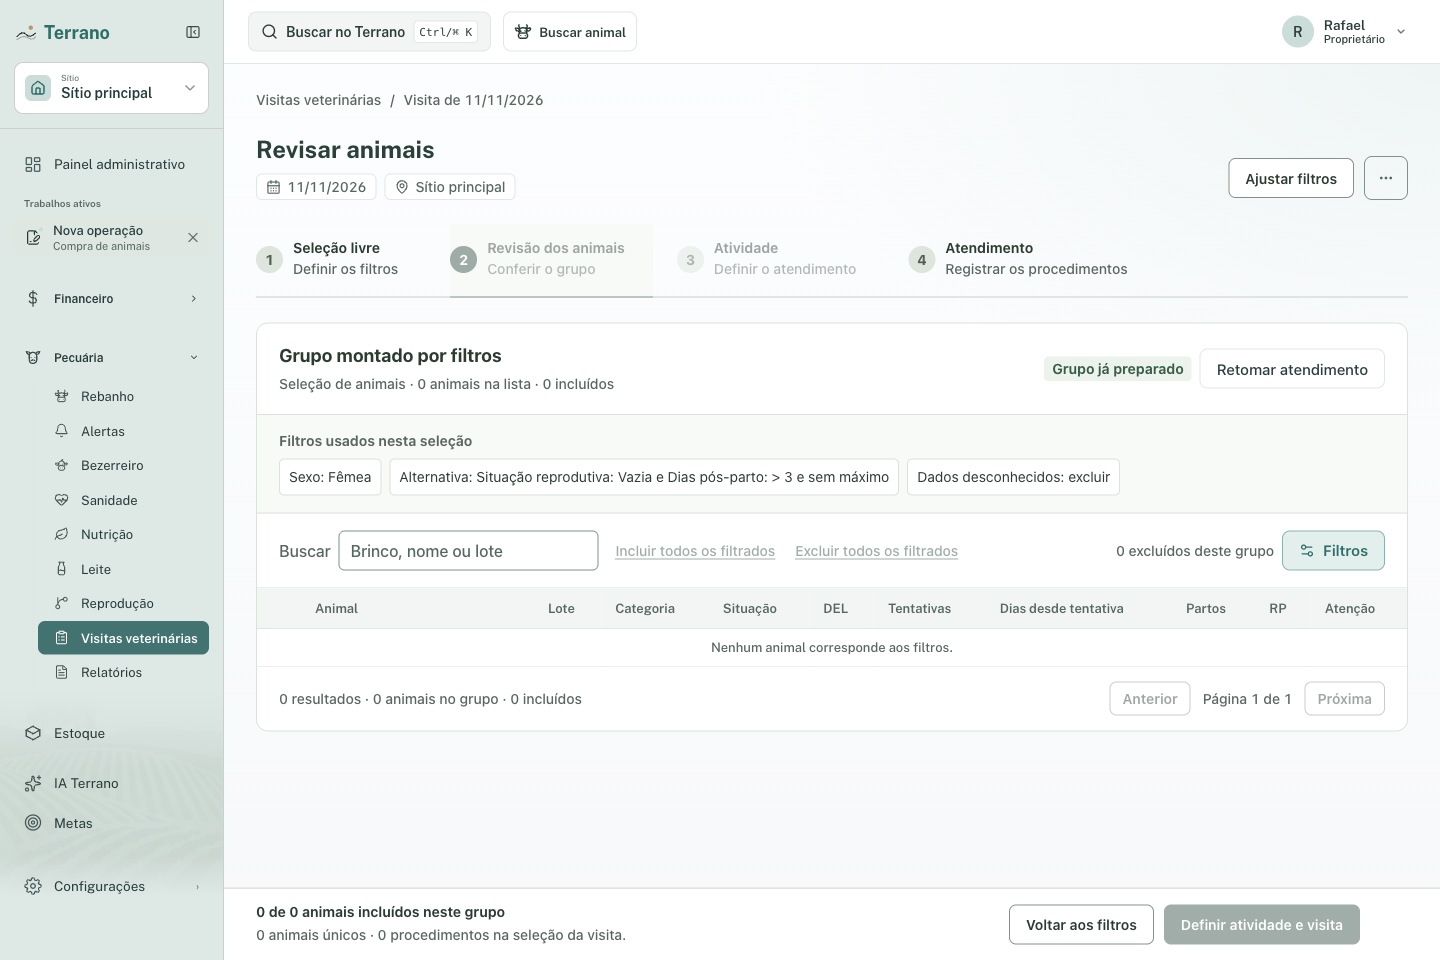 Terrano
Buscar no Terrano Ctrl/⌘ K
Buscar animal
R
Rafael
Proprietário
Sítio
Sítio principal
Painel administrativo
Trabalhos ativos
Nova operação
Compra de animais
Financeiro
Pecuária
Rebanho
Alertas
Bezerreiro
Sanidade
Nutrição
Leite
Reprodução
Visitas veterinárias
Relatórios
Estoque
IA Terrano
Metas
Configurações
Visitas veterinárias / Visita de 11/11/2026
Revisar animais
11/11/2026
Sítio principal
Ajustar filtros
1 Seleção livre
Definir os filtros
2 Revisão dos animais
Conferir o grupo
3 Atividade
Definir o atendimento
4 Atendimento
Registrar os procedimentos
Grupo montado por filtros
Seleção de animais · 0 animais na lista · 0 incluídos
Grupo já preparado
Retomar atendimento
Filtros usados nesta seleção
Sexo: Fêmea
Alternativa: Situação reprodutiva: Vazia e Dias pós-parto: > 3 e sem máximo
Dados desconhecidos: excluir
Buscar Brinco, nome ou lote
Incluir todos os filtrados
Excluir todos os filtrados
0 excluídos deste grupo
Filtros
Animal Lote Categoria Situação DEL Tentativas Dias desde tentativa Partos RP Atenção
Nenhum animal corresponde aos filtros.
0 resultados · 0 animais no grupo · 0 incluídos
Anterior Página 1 de 1 Próxima
0 de 0 animais incluídos neste grupo
0 animais únicos · 0 procedimentos na seleção da visita.
Voltar aos filtros
Definir atividade e visita